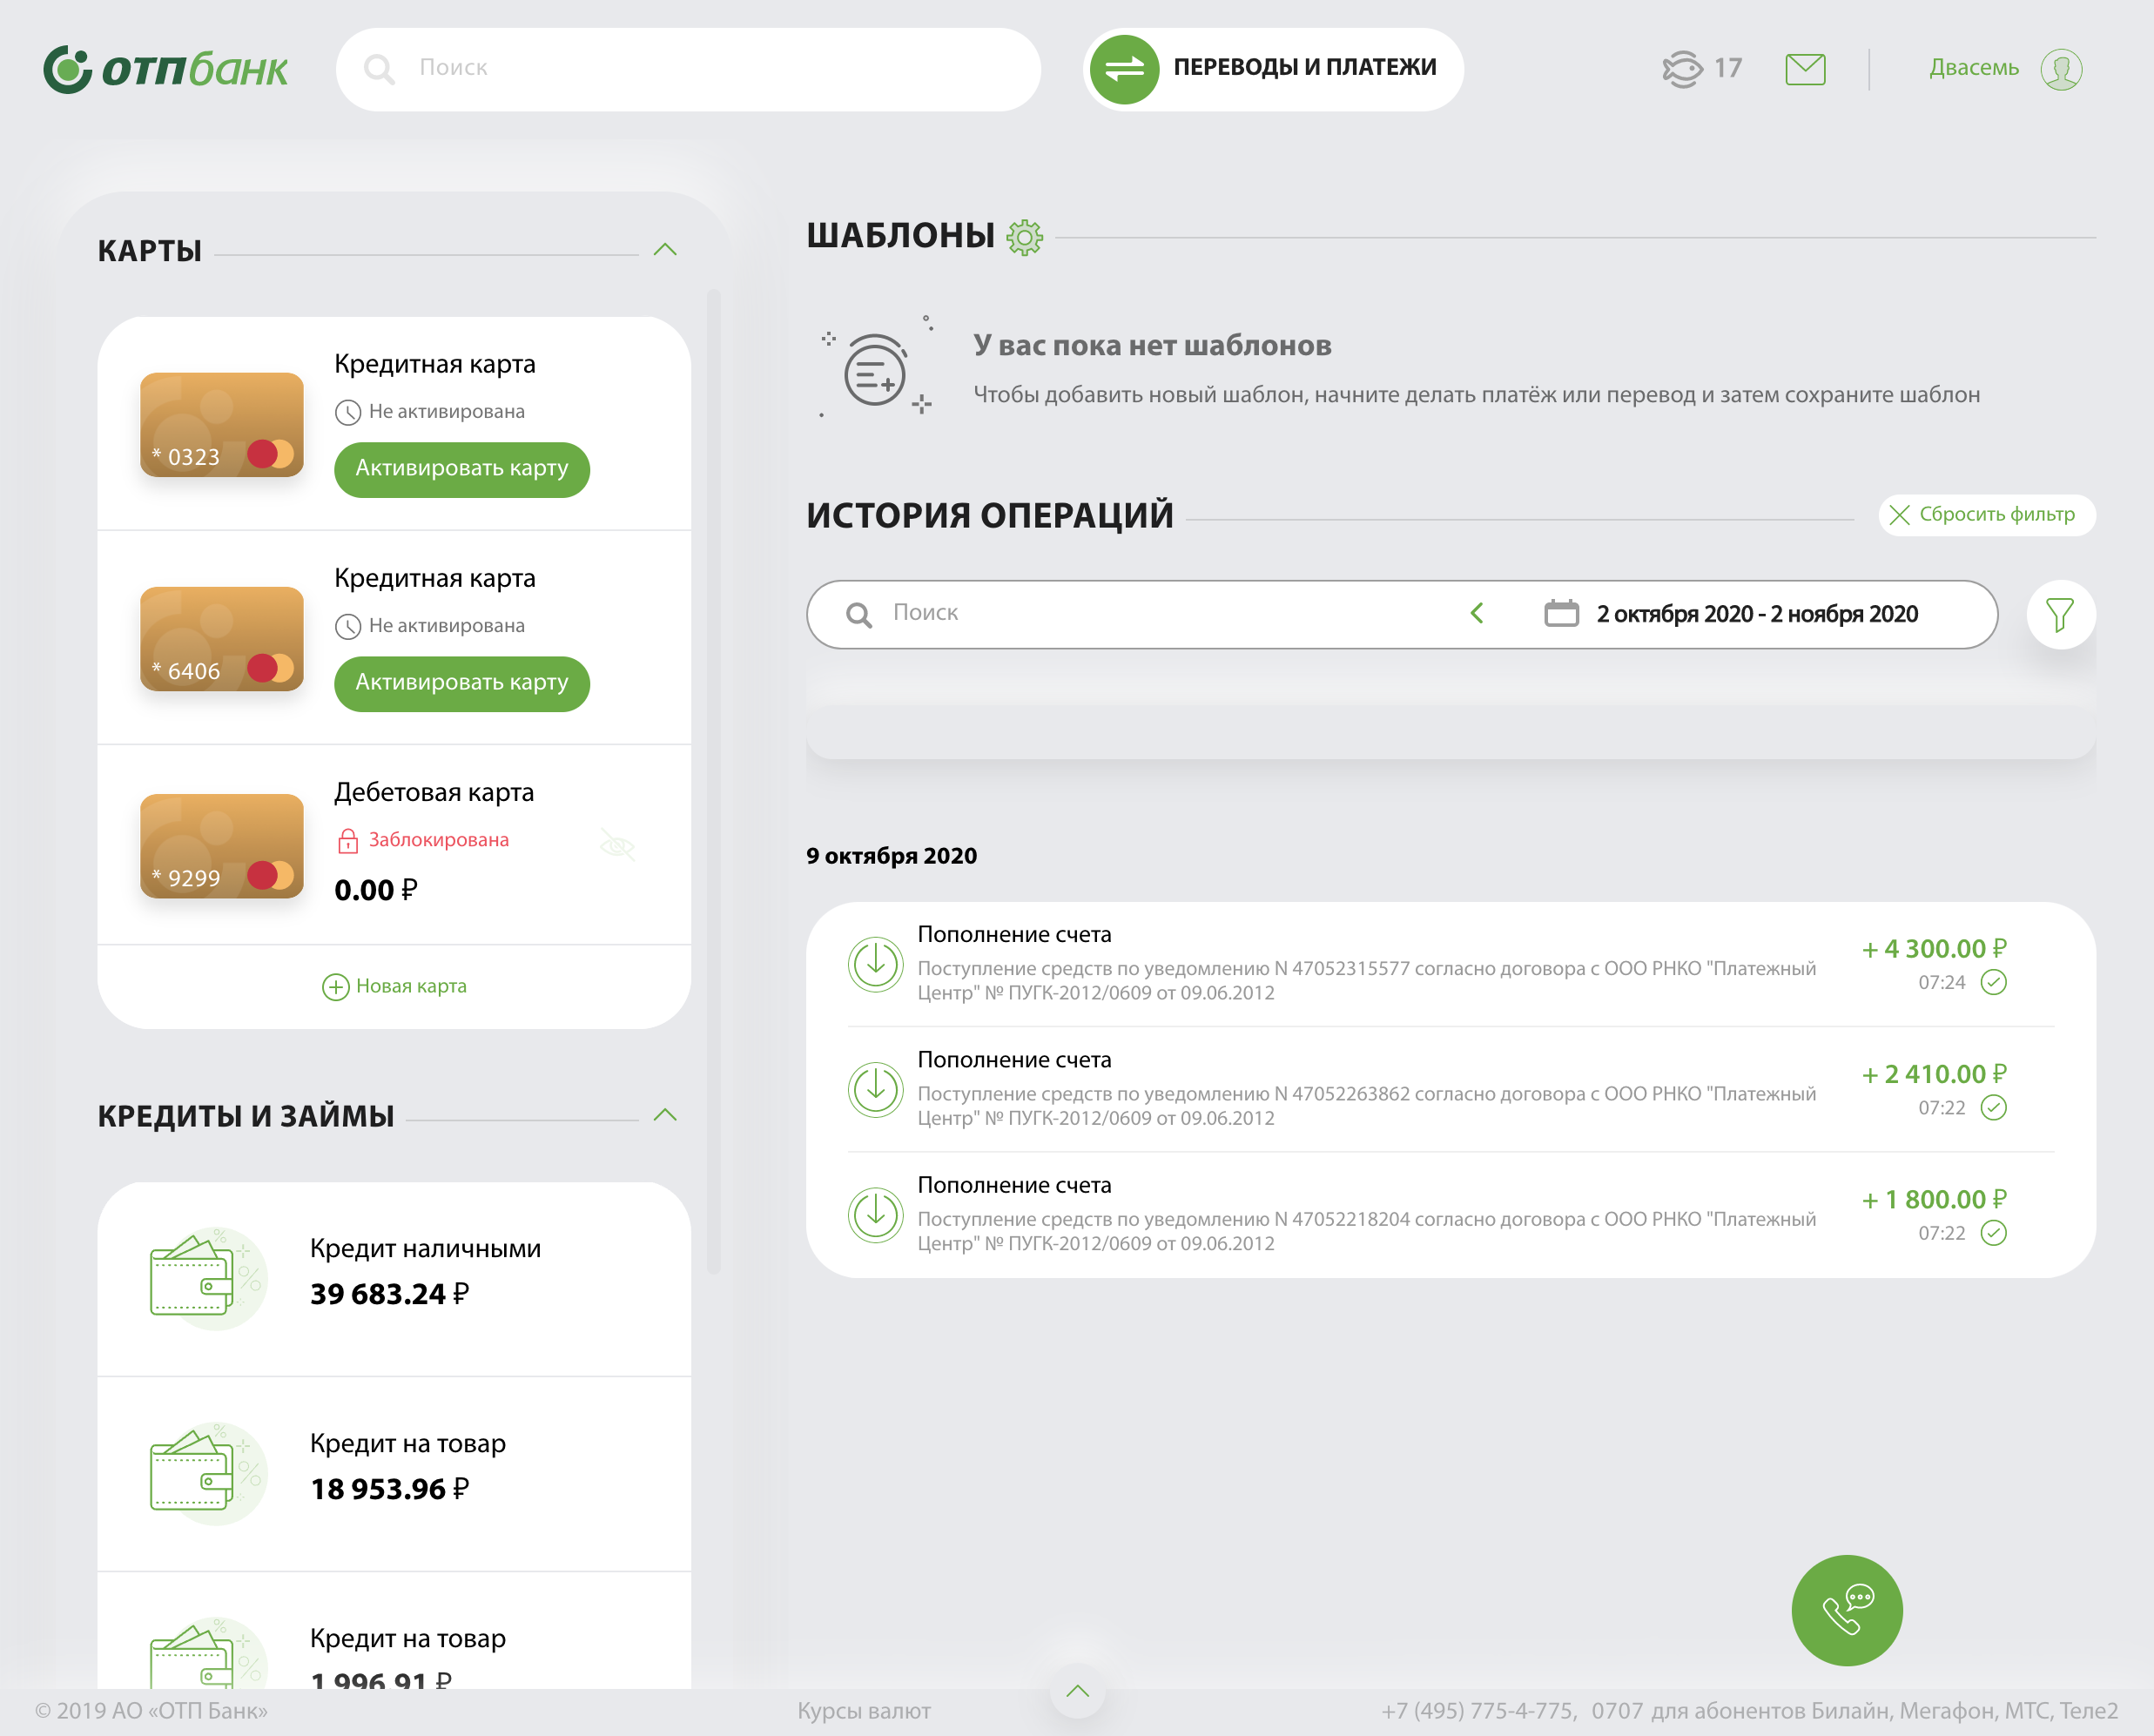 ОТПбанк
Поиск
ПЕРЕВОДЫ И ПЛАТЕЖИ
17
Двасемь
КАРТЫ
Кредитная карта
Не активирована
* 0323
Активировать карту
Кредитная карта
Не активирована
* 6406
Активировать карту
Дебетовая карта
Заблокирована
* 9299
0.00 ₽
Новая карта
КРЕДИТЫ И ЗАЙМЫ
Кредит наличными
39 683.24 ₽
Кредит на товар
18 953.96 ₽
Кредит на товар
1 996.91 ₽
ШАБЛОНЫ
У вас пока нет шаблонов
Чтобы добавить новый шаблон, начните делать платёж или перевод и затем сохраните шаблон
ИСТОРИЯ ОПЕРАЦИЙ
Сбросить фильтр
Поиск
2 октября 2020 - 2 ноября 2020
9 октября 2020
Пополнение счета
Поступление средств по уведомлению N 47052315577 согласно договора с ООО РНКО "Платежный
Центр" № ПУГК-2012/0609 от 09.06.2012
+ 4 300.00 ₽
07:24
Пополнение счета
Поступление средств по уведомлению N 47052263862 согласно договора с ООО РНКО "Платежный
Центр" № ПУГК-2012/0609 от 09.06.2012
+ 2 410.00 ₽
07:22
Пополнение счета
Поступление средств по уведомлению N 47052218204 согласно договора с ООО РНКО "Платежный
Центр" № ПУГК-2012/0609 от 09.06.2012
+ 1 800.00 ₽
07:22
© 2019 АО «ОТП Банк»
Курсы валют
+7 (495) 775-4-775, 0707 для абонентов Билайн, Мегафон, МТС, Теле2